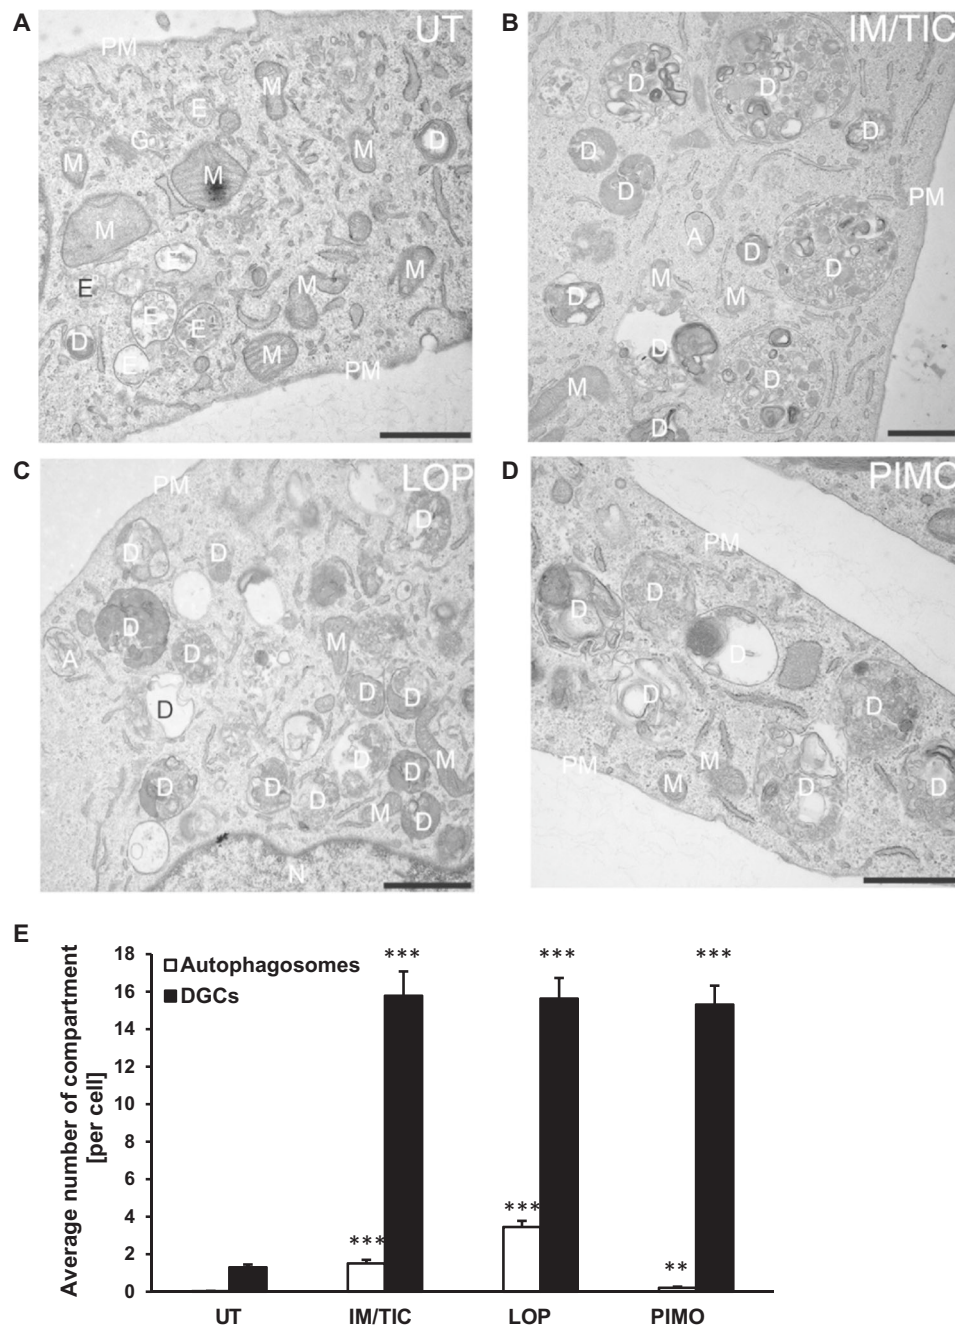 A
PM
UT
M
E
G
D
M
M
M
M
E
M
M
E
E
D
E
M
PM
B
IM/TIC
D
D
D
D
D
PM
A
D
D
M
D
M
D
D
M
D
C
LOP
PM
D
D
D
D
M
D
A
D
D
D
D
M
D
D
D
D
M
D
N
D
PIMO
PM
D
D
D
D
D
PM
M
M
D
D
E
Average number of compartment
[per cell]
18
16
14
12
10
8
6
4
2
0
Autophagosomes
DGCs
***
***
***
***
***
**
UT
IM/TIC
LOP
PIMO